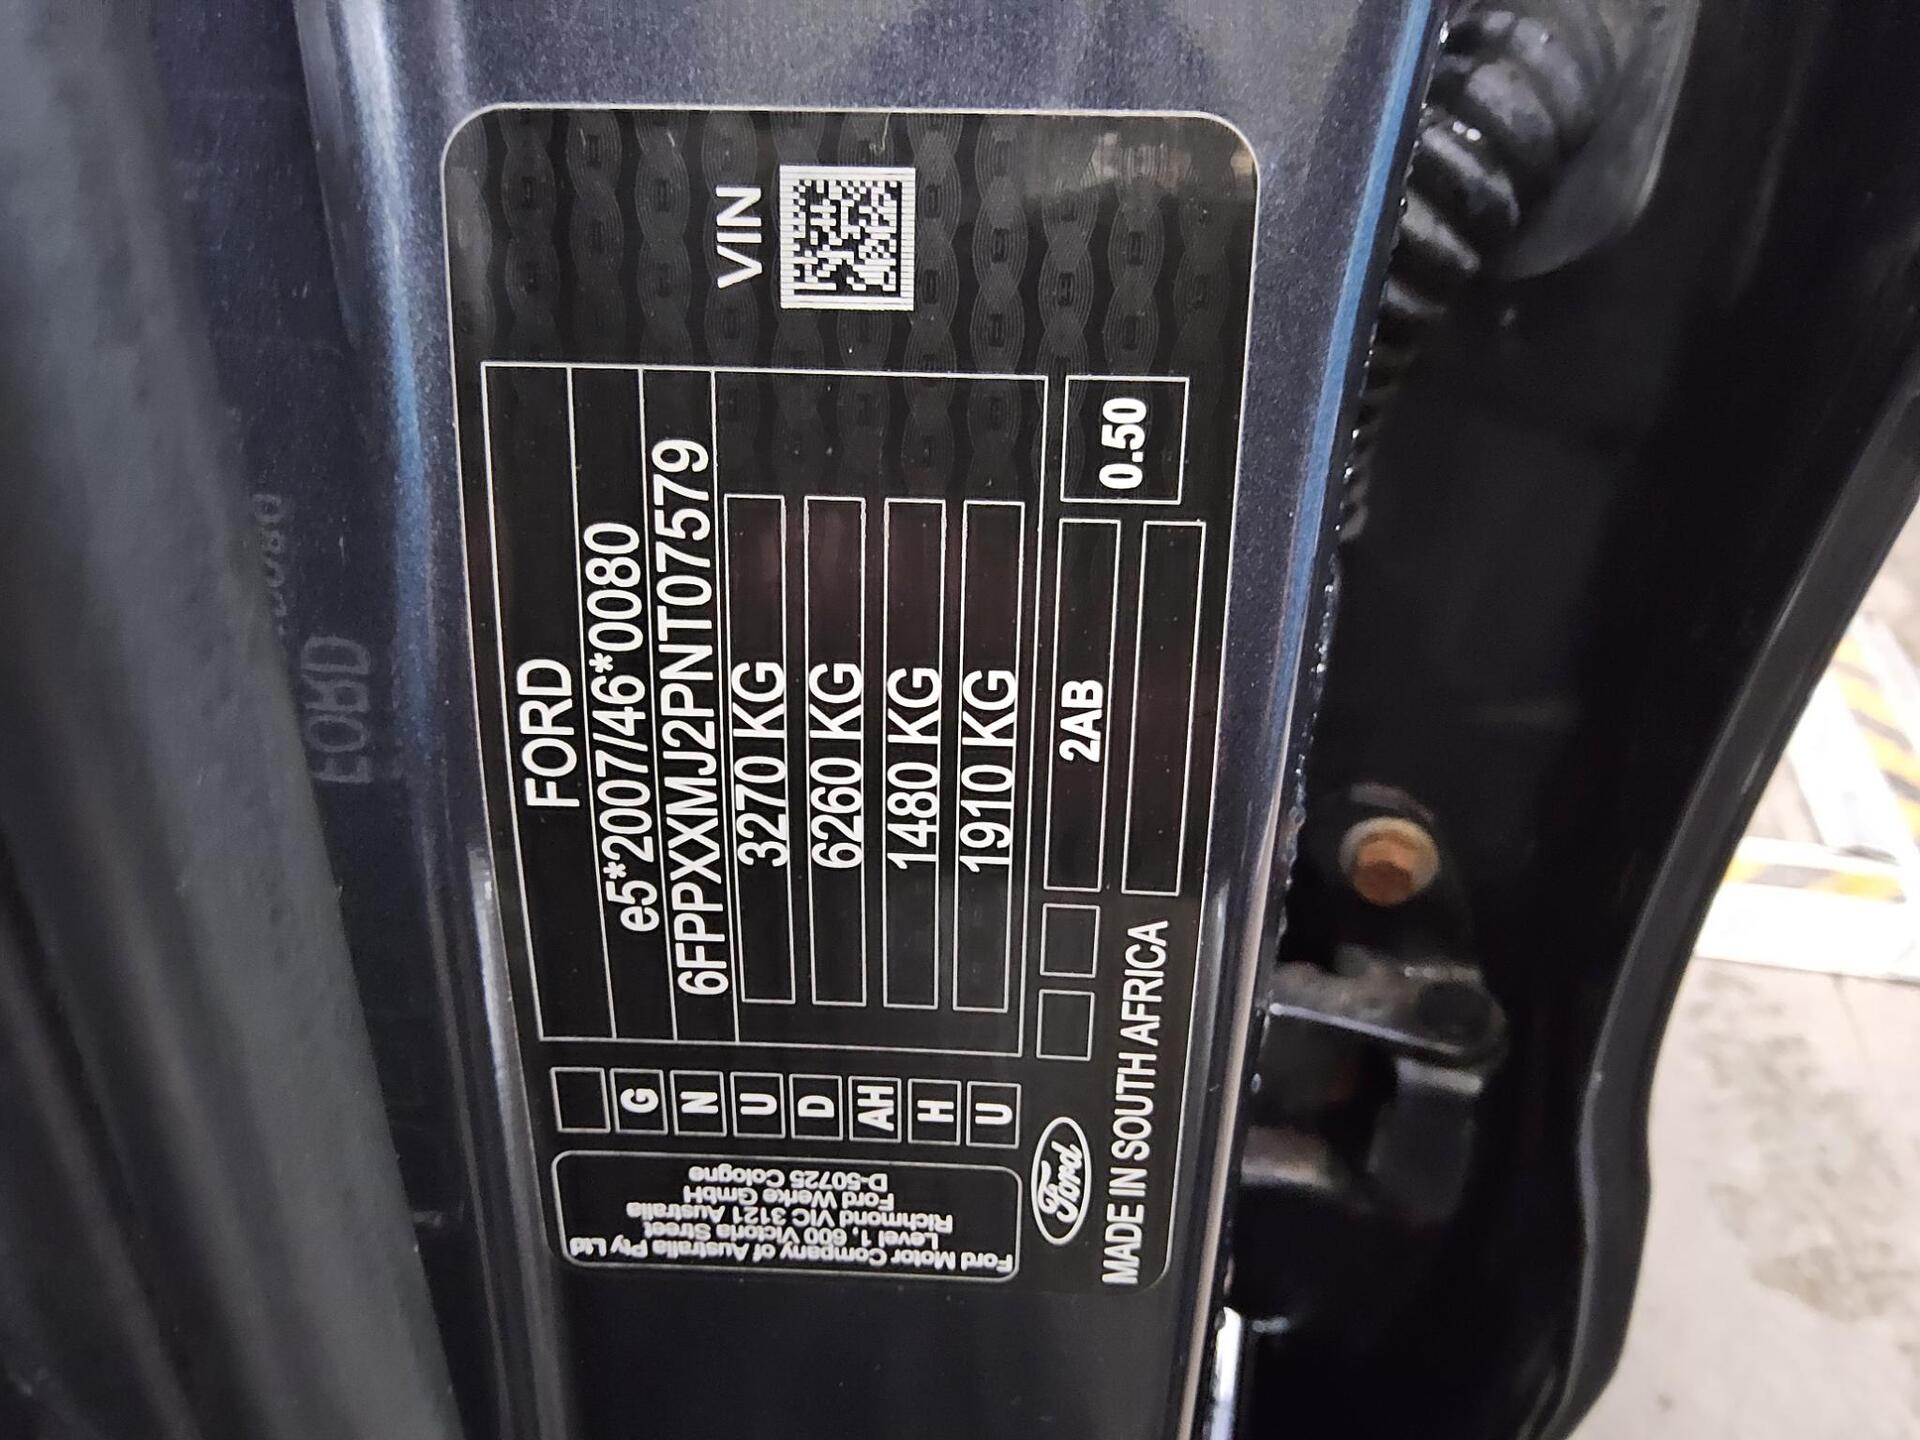 FORD
e5*2007/46*0080
6FPPXXMJ2PNT07579
3270 KG
6260 KG
1480 KG
1910 KG
2AB
0.50
VIN
G
N
U
D
AH
H
U
Ford Motor Company of Australia Pty Ltd
Level 1, 600 Victoria Street
Richmond VIC 3121 Australia
Ford Werke GmbH
D-50725 Cologne
Ford
MADE IN SOUTH AFRICA